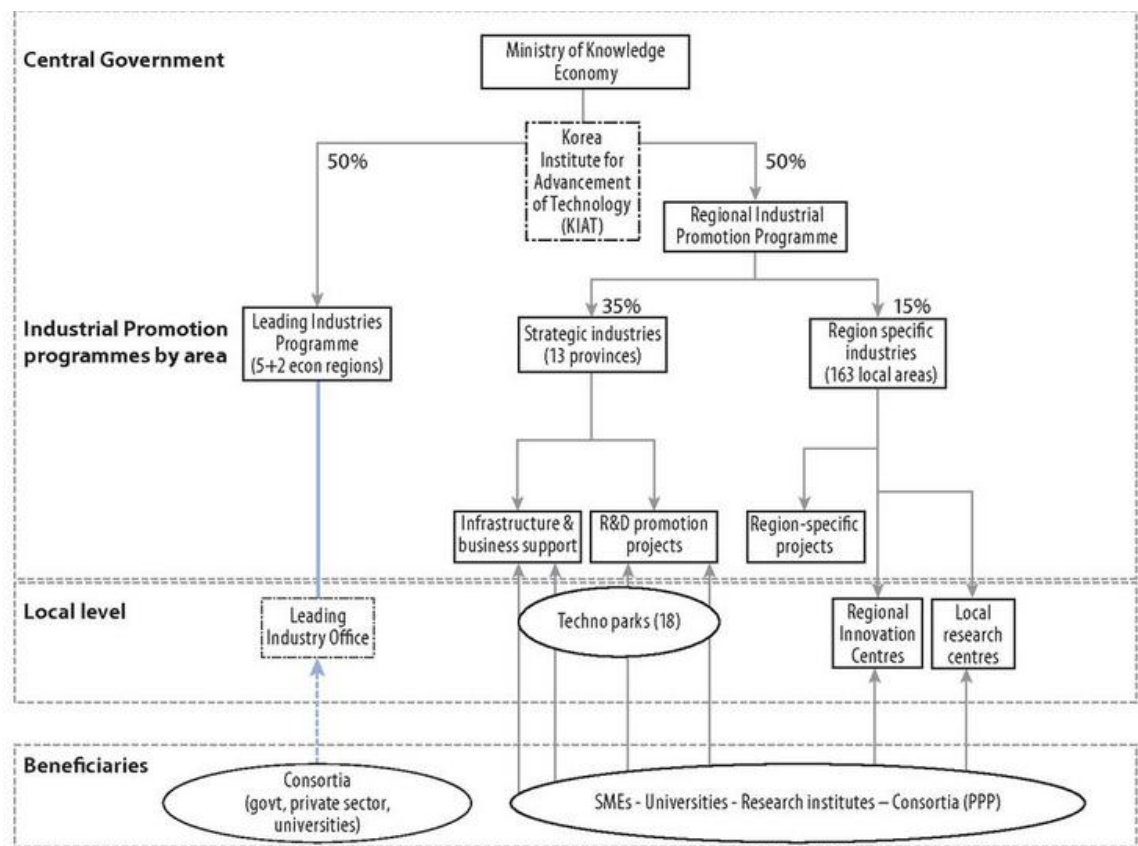 Central Government
Ministry of Knowledge
Economy
Korea
Institute for
Advancement
of Technology
(KIAT)
50%
50%
Regional Industrial
Promotion Programme
Industrial Promotion
programmes by area
Leading Industries
Programme
(5+2 econ regions)
35%
Strategic industries
(13 provinces)
15%
Region specific
industries
(163 local areas)
Infrastructure &
business support
R&D promotion
projects
Region-specific
projects
Local level
Leading
Industry Office
Techno parks (18)
Regional
Innovation
Centres
Local
research
centres
Beneficiaries
Consortia
(govt, private sector,
universities)
SMEs - Universities - Research institutes – Consortia (PPP)